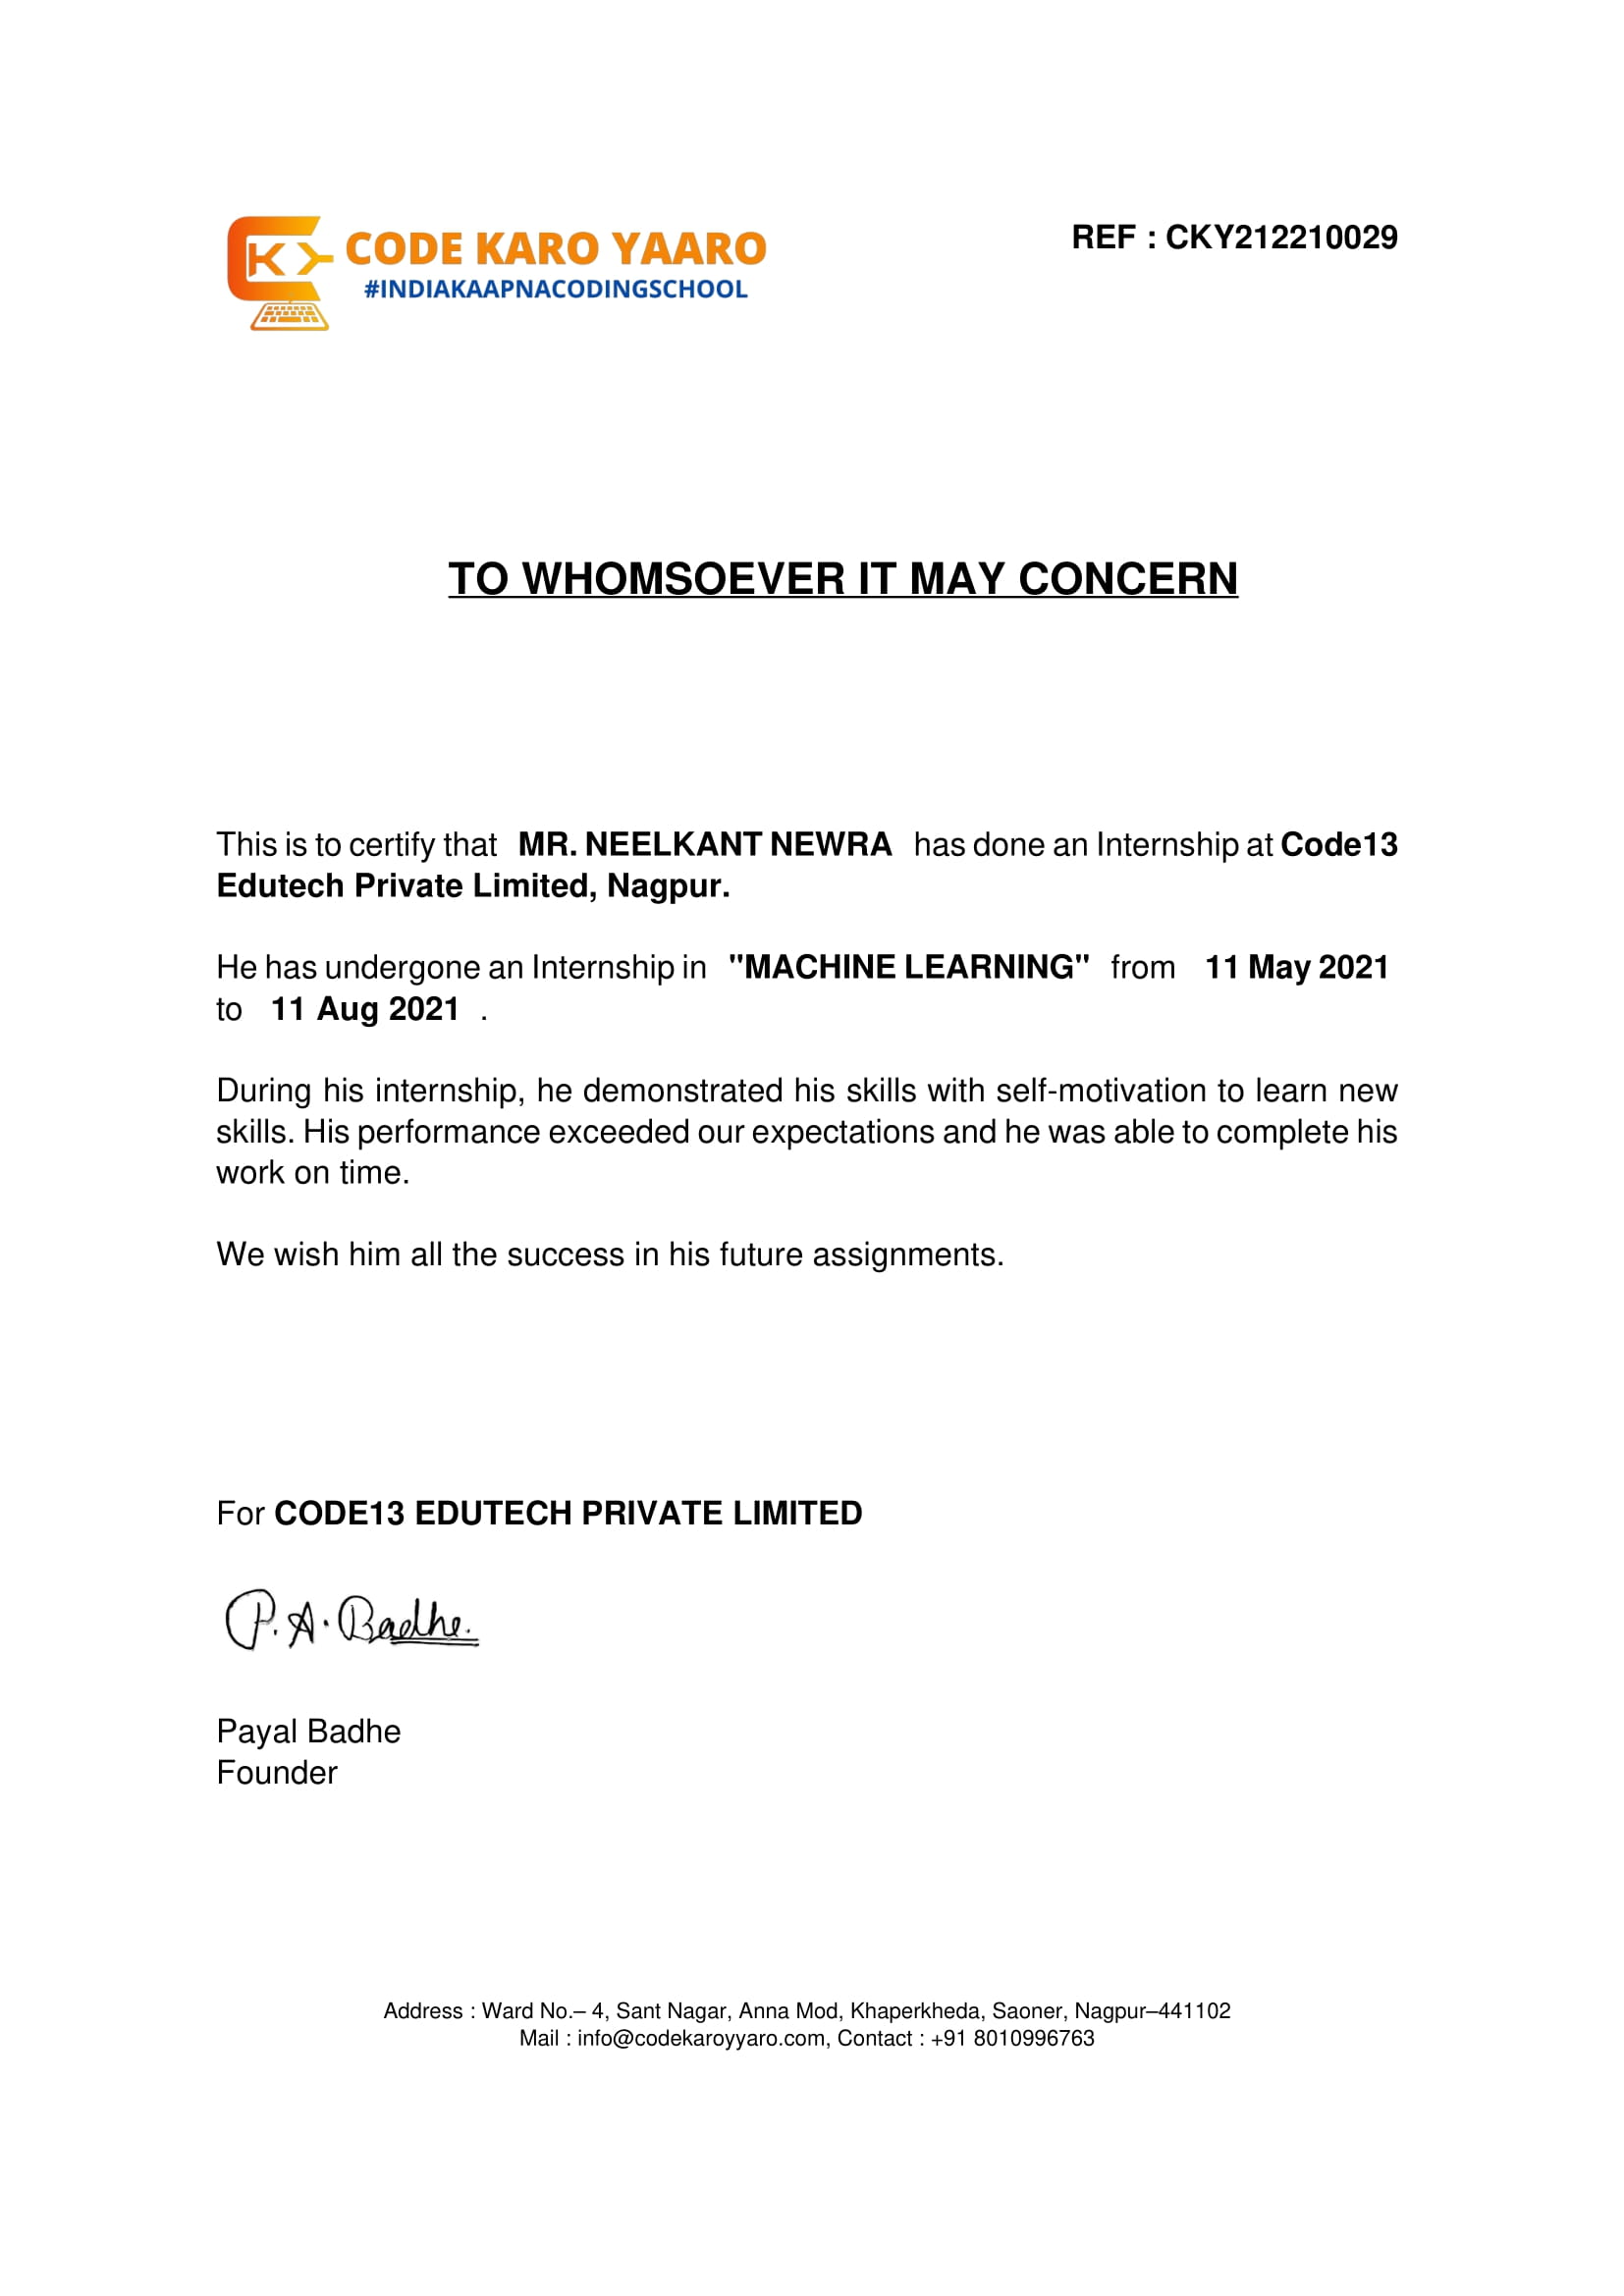 CKY CODE KARO YAARO
#INDIAKAAPNACODINGSCHOOL
REF : CKY212210029
TO WHOMSOEVER IT MAY CONCERN
This is to certify that MR. NEELKANT NEWRA has done an Internship at Code13
Edutech Private Limited, Nagpur.
He has undergone an Internship in "MACHINE LEARNING" from 11 May 2021
to 11 Aug 2021 .
During his internship, he demonstrated his skills with self-motivation to learn new
skills. His performance exceeded our expectations and he was able to complete his
work on time.
We wish him all the success in his future assignments.
For CODE13 EDUTECH PRIVATE LIMITED
P. A. Badhe.
Payal Badhe
Founder
Address : Ward No.– 4, Sant Nagar, Anna Mod, Khaperkheda, Saoner, Nagpur–441102
Mail : info@codekaroyyaro.com, Contact : +91 8010996763